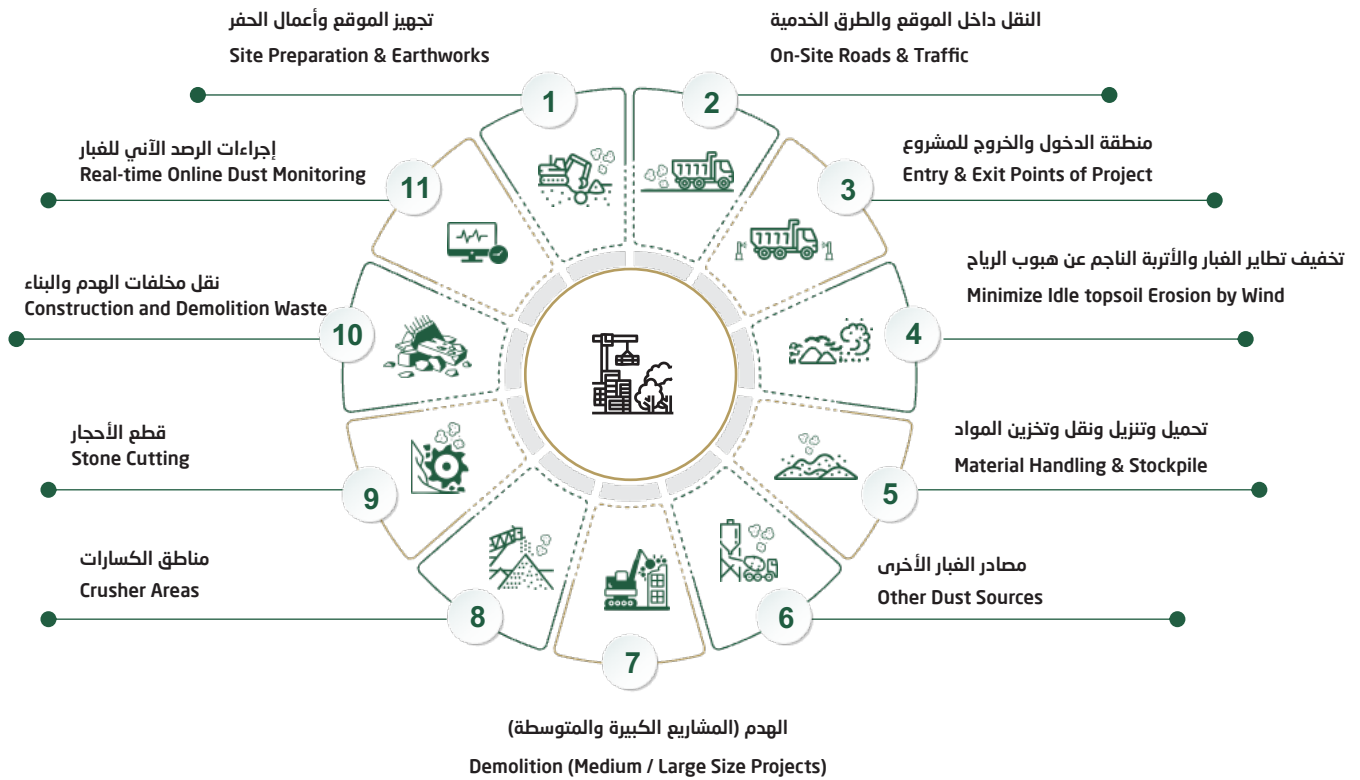 تجهيز الموقع وأعمال الحفر
Site Preparation & Earthworks
1
النقل داخل الموقع والطرق الخدمية
On-Site Roads & Traffic
2
منطقة الدخول والخروج للمشروع
Entry & Exit Points of Project
3
تخفيف تطاير الغبار والأتربة الناجم عن هبوب الرياح
Minimize Idle topsoil Erosion by Wind
4
تحميل وتنزيل ونقل وتخزين المواد
Material Handling & Stockpile
5
مصادر الغبار الأخرى
Other Dust Sources
6
7
الهدم (المشاريع الكبيرة والمتوسطة)
Demolition (Medium / Large Size Projects)
مناطق الكسارات
Crusher Areas
8
قطع الأحجار
Stone Cutting
9
نقل مخلفات الهدم والبناء
Construction and Demolition Waste
10
إجراءات الرصد الآني للغبار
Real-time Online Dust Monitoring
11